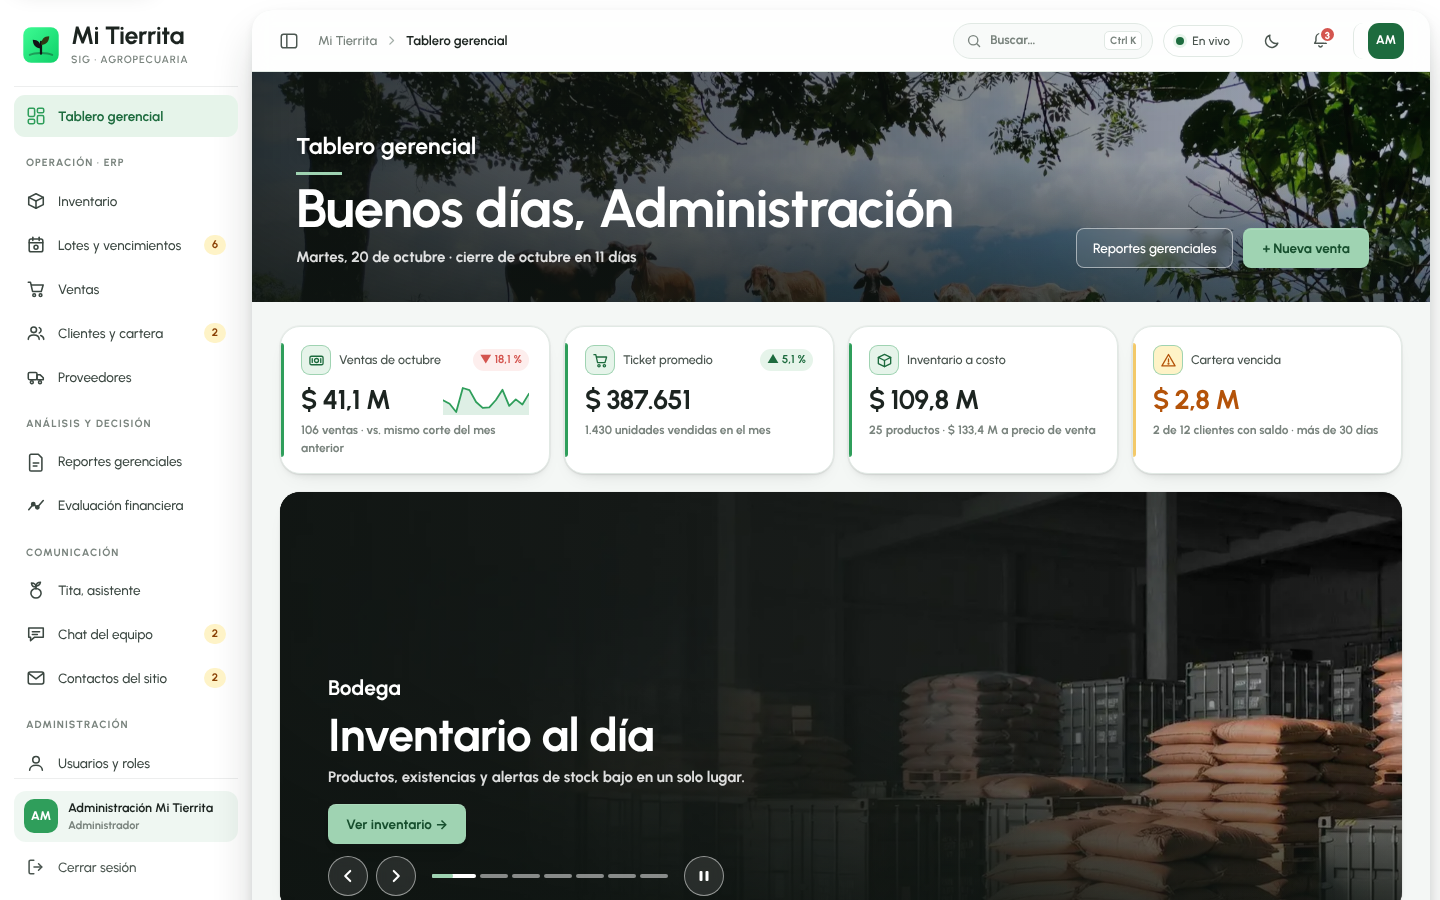 Mi Tierrita
SIG · AGROPECUARIA
Tablero gerencial
OPERACIÓN · ERP
Inventario
Lotes y vencimientos 6
Ventas
Clientes y cartera 2
Proveedores
ANÁLISIS Y DECISIÓN
Reportes gerenciales
Evaluación financiera
COMUNICACIÓN
Tita, asistente
Chat del equipo 2
Contactos del sitio 2
ADMINISTRACIÓN
Usuarios y roles
AM Administración Mi Tierrita
Administrador
Cerrar sesión
Mi Tierrita > Tablero gerencial
Buscar... Ctrl K
En vivo
3
AM
Tablero gerencial
Buenos días, Administración
Martes, 20 de octubre · cierre de octubre en 11 días
Reportes gerenciales
+ Nueva venta
Ventas de octubre ▼ 18,1 %
$ 41,1 M
106 ventas · vs. mismo corte del mes
anterior
Ticket promedio ▲ 5,1 %
$ 387.651
1.430 unidades vendidas en el mes
Inventario a costo
$ 109,8 M
25 productos · $ 133,4 M a precio de venta
Cartera vencida
$ 2,8 M
2 de 12 clientes con saldo · más de 30 días
Bodega
Inventario al día
Productos, existencias y alertas de stock bajo en un solo lugar.
Ver inventario →